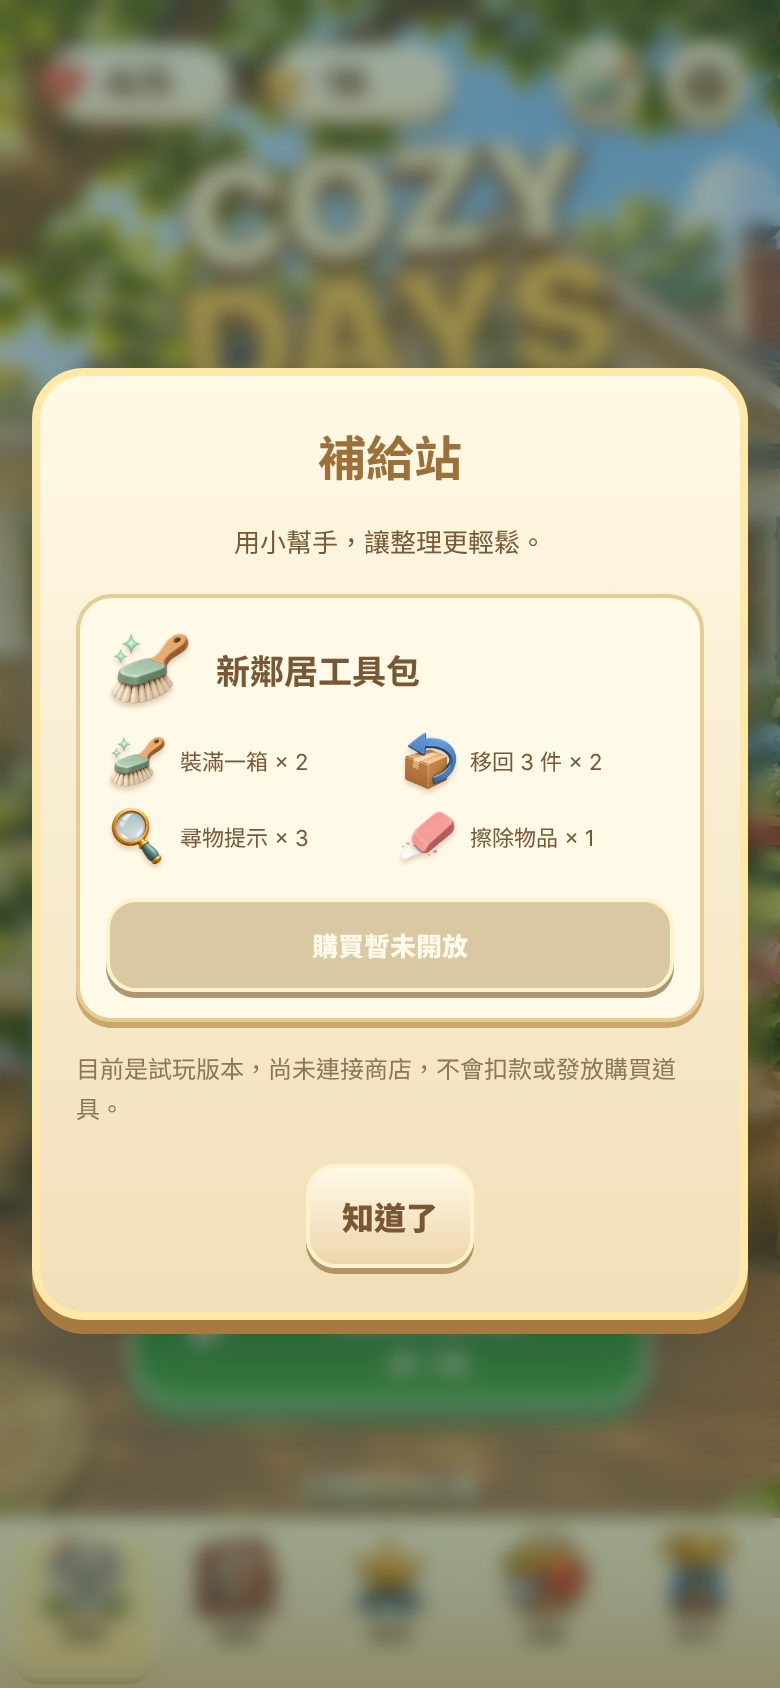 COZY
DAYS
補給站
用小幫手，讓整理更輕鬆。
新鄰居工具包
裝滿一箱 × 2
移回 3 件 × 2
尋物提示 × 3
擦除物品 × 1
購買暫未開放
目前是試玩版本，尚未連接商店，不會扣款或發放購買道
具。
知道了